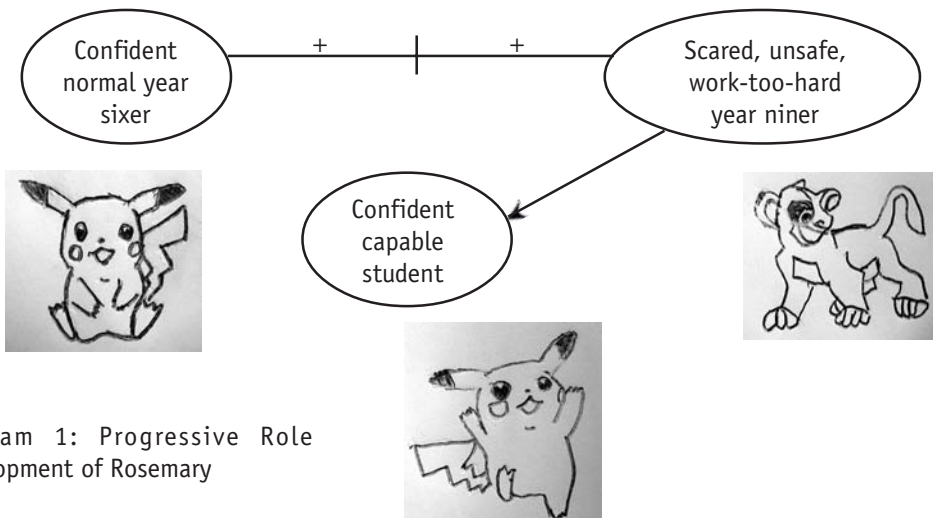 Confident
normal year
sixer
+
+
Scared, unsafe,
work-too-hard
year niner
Confident
capable
student
am 1: Progressive Role
opment of Rosemary